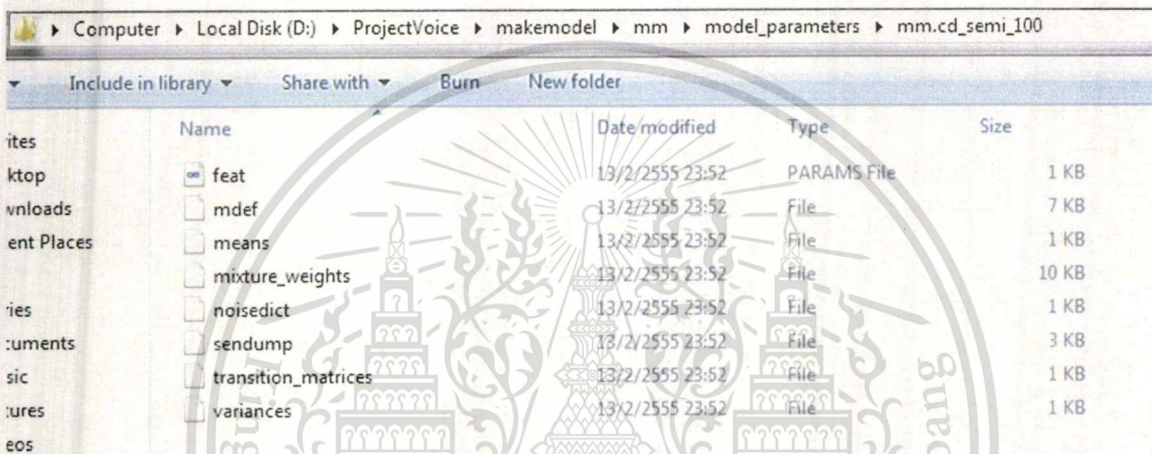 Computer ▸ Local Disk (D:) ▸ ProjectVoice ▸ makemodel ▸ mm ▸ model_parameters ▸ mm.cd_semi_100
Include in library Share with Burn New folder
Name Date modified Type Size
ites
ktop feat 13/2/2555 23:52 PARAMS File 1 KB
wnloads mdef 13/2/2555 23:52 File 7 KB
ent Places means 13/2/2555 23:52 File 1 KB
mixture_weights 13/2/2555 23:52 File 10 KB
ries noisedict 13/2/2555 23:52 File 1 KB
cuments sendump 13/2/2555 23:52 File 3 KB
sic transition_matrices 13/2/2555 23:52 File 1 KB
tures variances 13/2/2555 23:52 File 1 KB
eos
bang